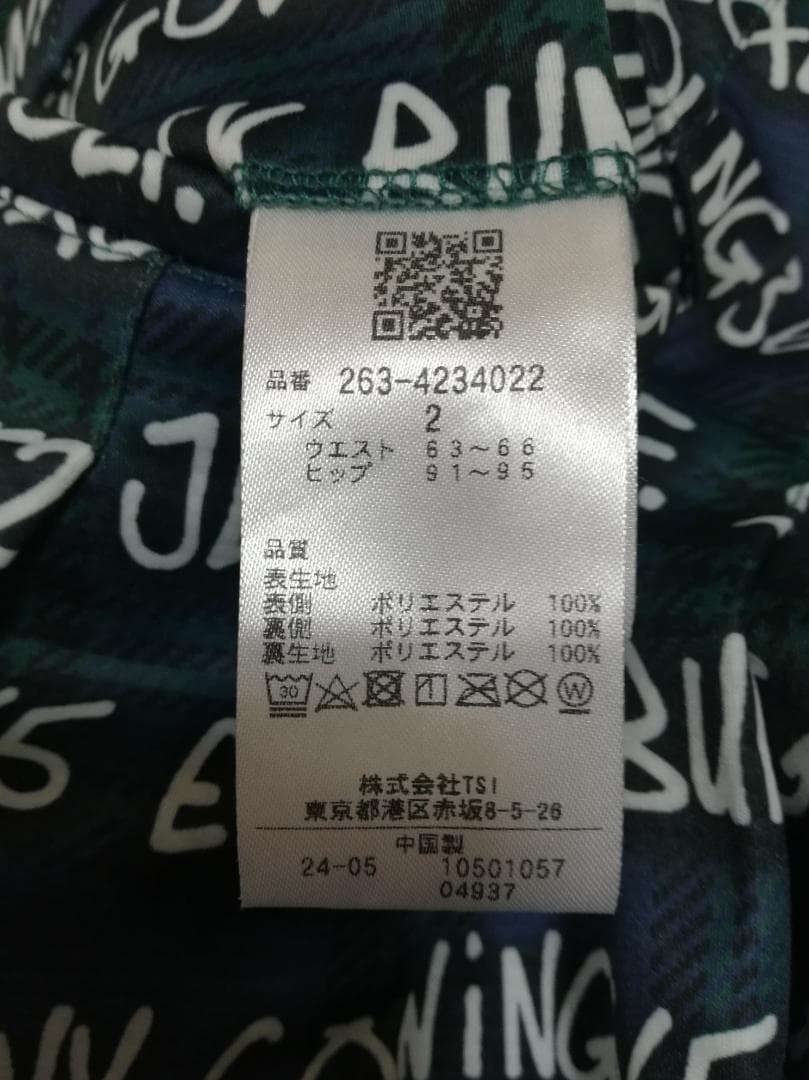 品番 263-4234022
サイズ 2
ウエスト 63～66
ヒップ 91～95
品質
表生地
表側 ポリエステル 100%
裏側 ポリエステル 100%
裏生地 ポリエステル 100%
30
W
株式会社TSI
東京都港区赤坂8-5-26
中国製
24-05 10501057
04937